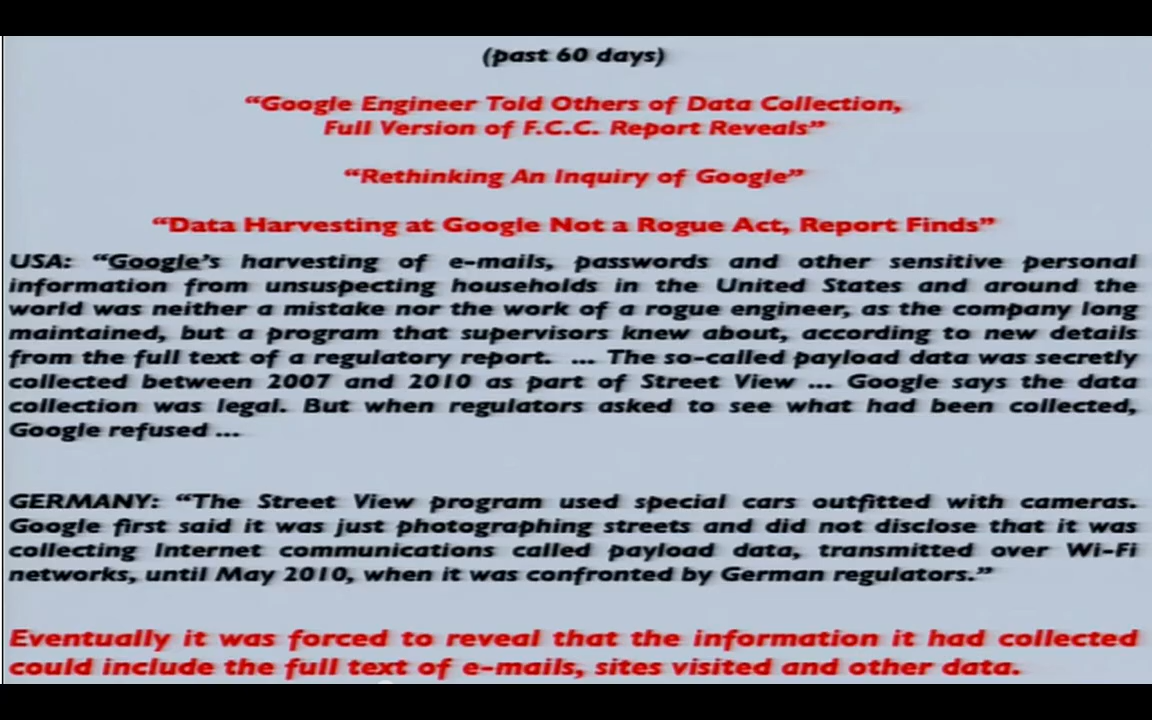 (past 60 days)
“Google Engineer Told Others of Data Collection,
Full Version of F.C.C. Report Reveals”
“Rethinking An Inquiry of Google”
“Data Harvesting at Google Not a Rogue Act, Report Finds”
USA: “Google’s harvesting of e-mails, passwords and other sensitive personal
information from unsuspecting households in the United States and around the
world was neither a mistake nor the work of a rogue engineer, as the company long
maintained, but a program that supervisors knew about, according to new details
from the full text of a regulatory report. ... The so-called payload data was secretly
collected between 2007 and 2010 as part of Street View ... Google says the data
collection was legal. But when regulators asked to see what had been collected,
Google refused ...
GERMANY: “The Street View program used special cars outfitted with cameras.
Google first said it was just photographing streets and did not disclose that it was
collecting Internet communications called payload data, transmitted over Wi-Fi
networks, until May 2010, when it was confronted by German regulators.”
Eventually it was forced to reveal that the information it had collected
could include the full text of e-mails, sites visited and other data.